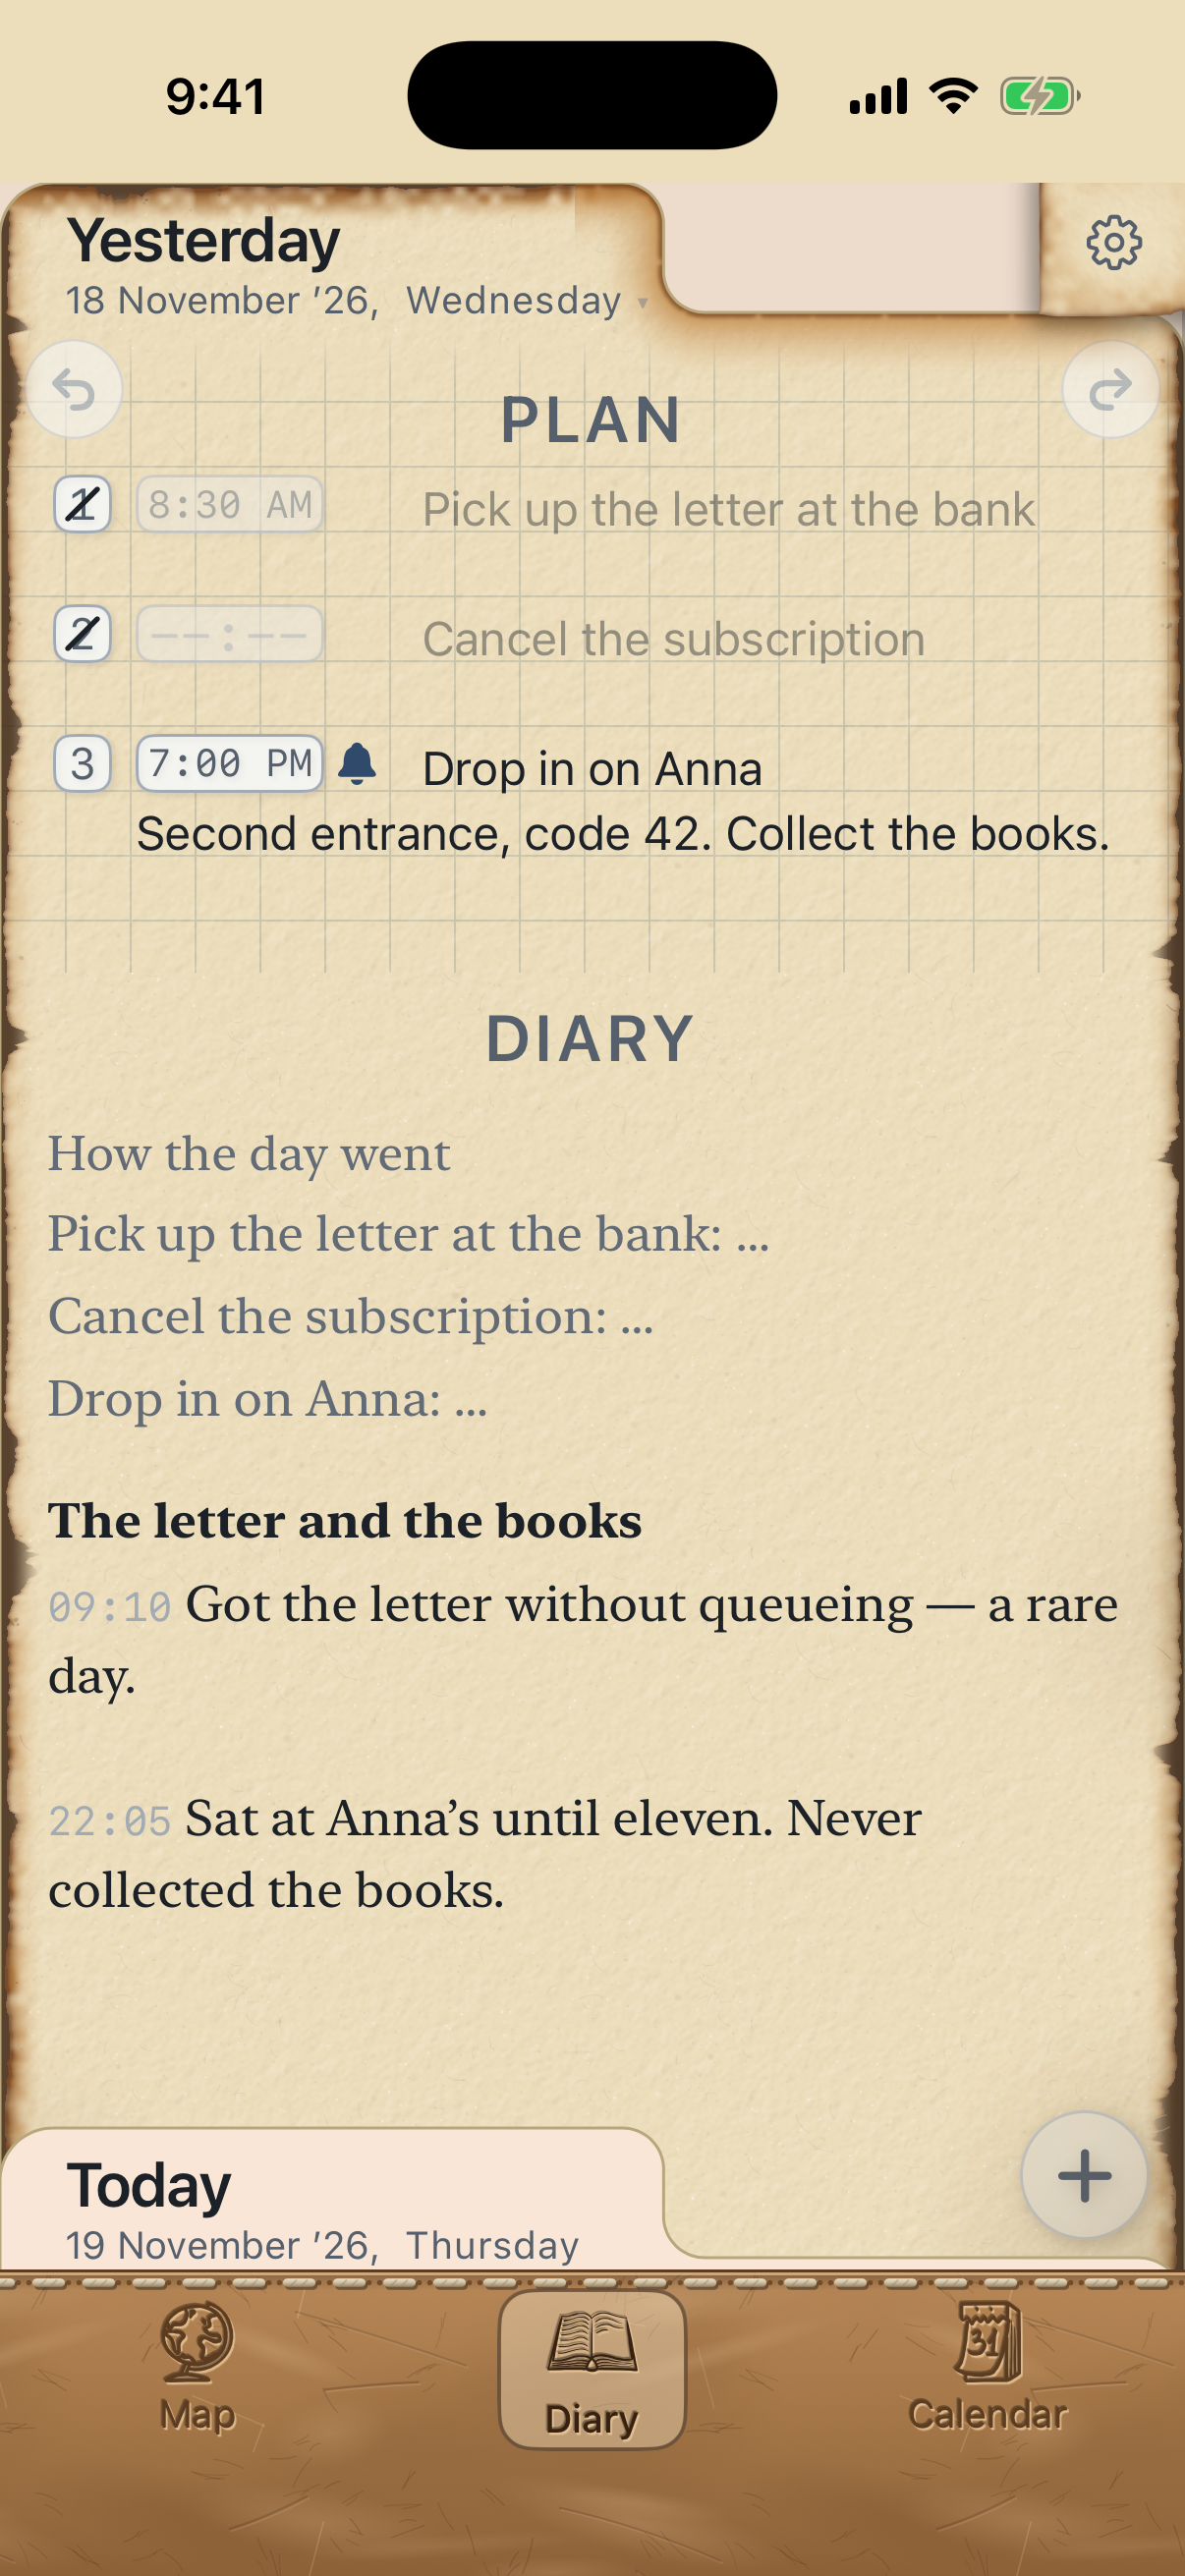 9:41
Yesterday
18 November ’26, Wednesday ▾
PLAN
1 8:30 AM Pick up the letter at the bank
2 --:-- Cancel the subscription
3 7:00 PM Drop in on Anna
Second entrance, code 42. Collect the books.
DIARY
How the day went
Pick up the letter at the bank: ...
Cancel the subscription: ...
Drop in on Anna: ...
The letter and the books
09:10 Got the letter without queueing — a rare
day.
22:05 Sat at Anna’s until eleven. Never
collected the books.
Today
19 November ’26, Thursday
31
Map Diary Calendar